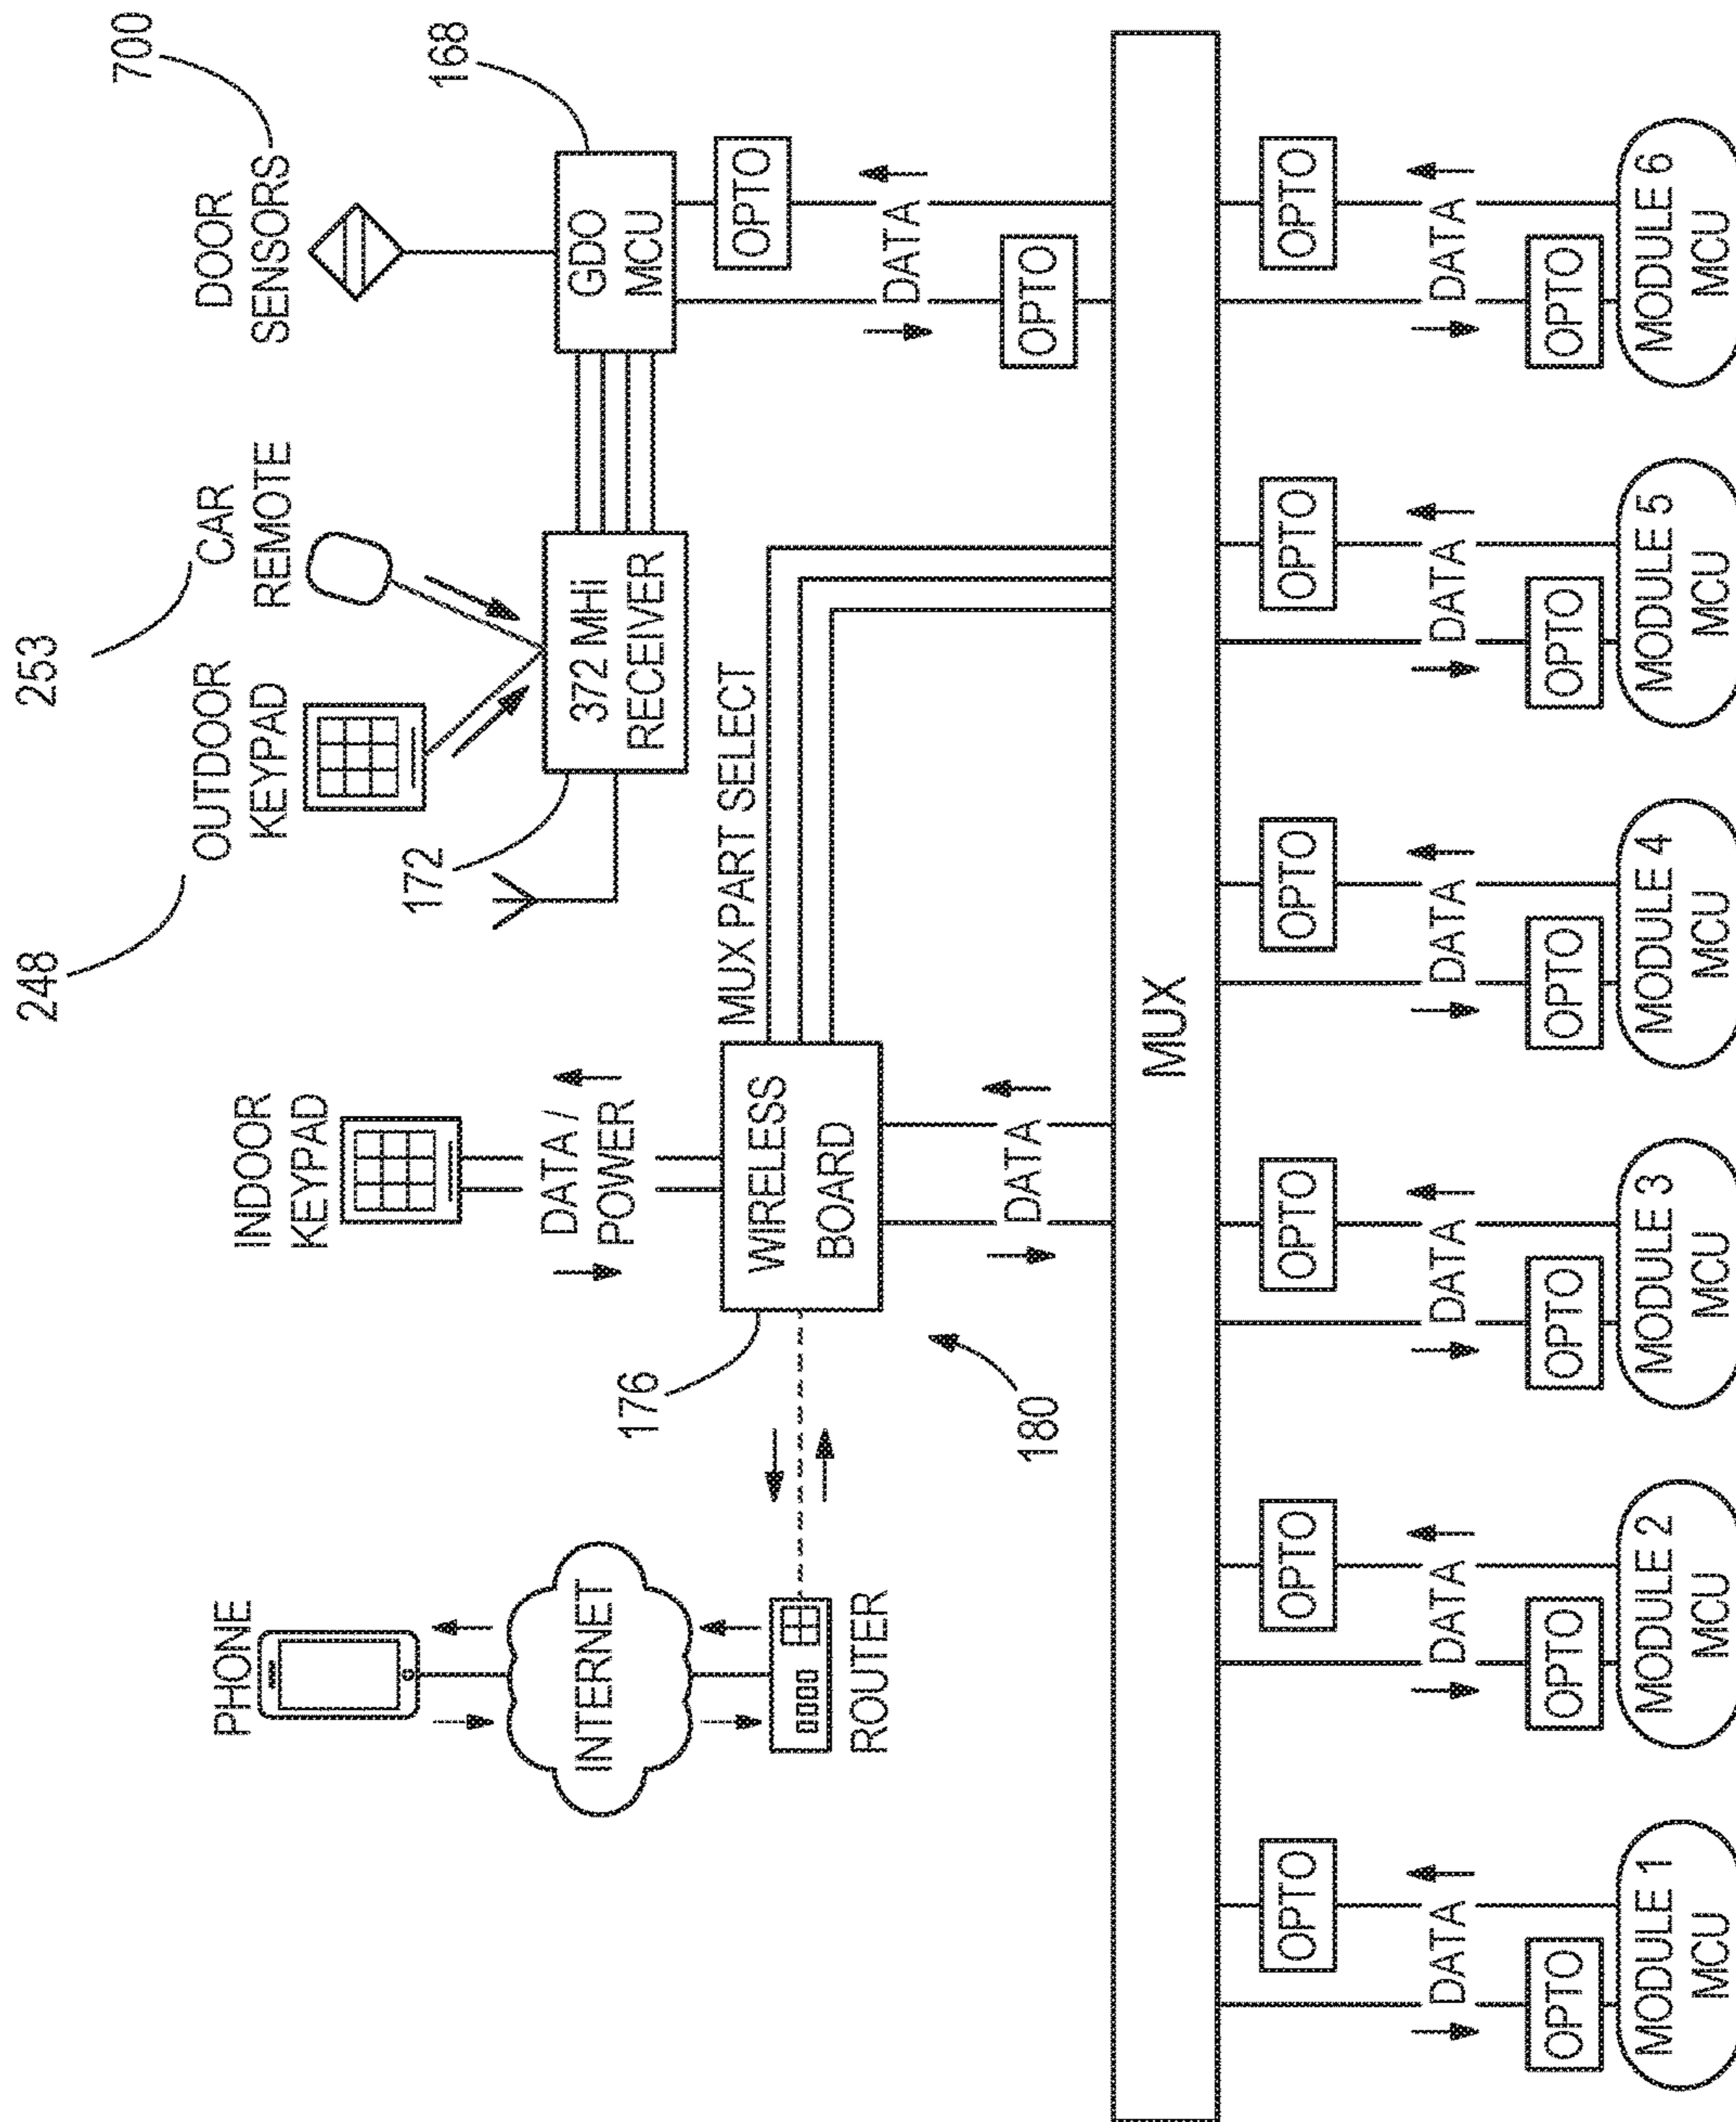 700
DOOR
SENSORS
168
GDO
MCU
OPTO
DATA
OPTO
253
CAR
REMOTE
248
OUTDOOR
KEYPAD
372 MHi
RECEIVER
172
MUX PART SELECT
INDOOR
KEYPAD
DATA /
POWER
WIRELESS
BOARD
176
DATA
180
PHONE
INTERNET
ROUTER
MUX
OPTO
DATA
OPTO
MODULE 1
MCU
OPTO
DATA
OPTO
MODULE 2
MCU
OPTO
DATA
OPTO
MODULE 3
MCU
OPTO
DATA
OPTO
MODULE 4
MCU
OPTO
DATA
OPTO
MODULE 5
MCU
OPTO
DATA
OPTO
MODULE 6
MCU